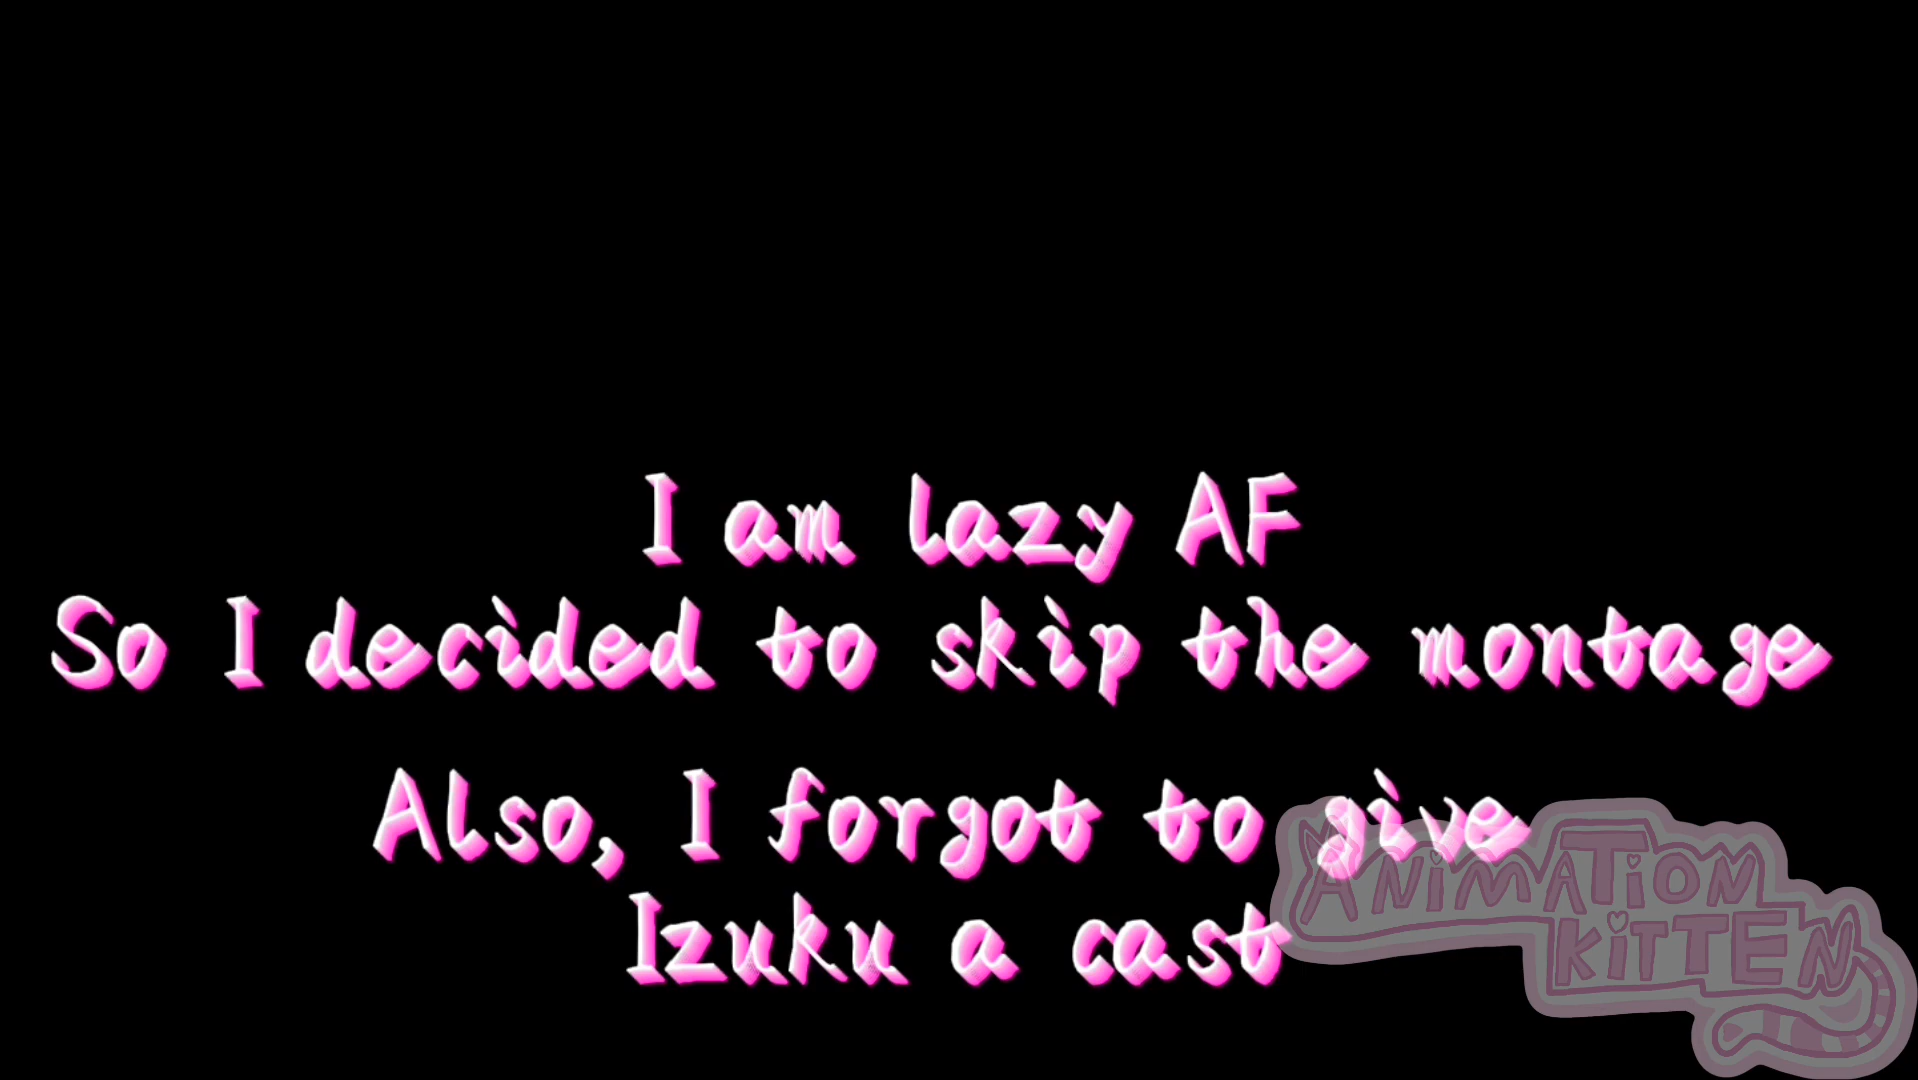 I am lazy AF
So I decided to skip the montage
Also, I forgot to give
Izuku a cast
ANiMATiON
KiTTEN